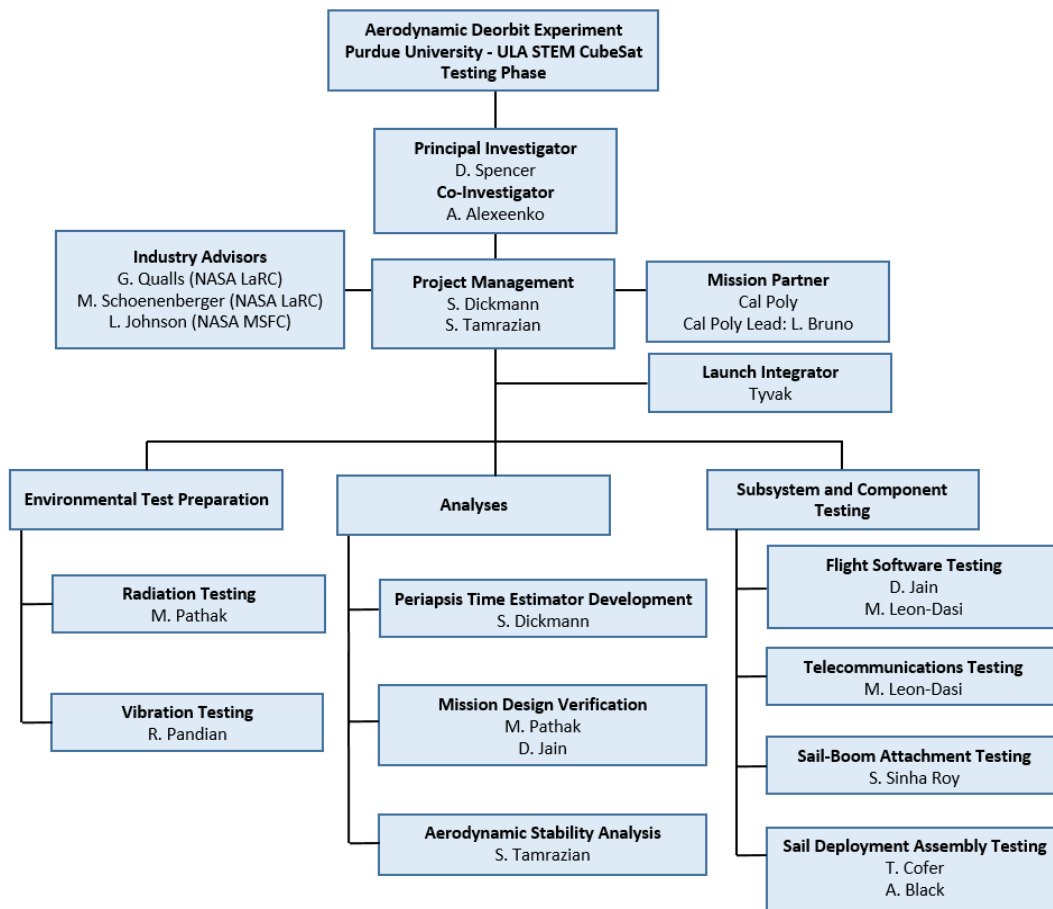 Aerodynamic Deorbit Experiment
Purdue University - ULA STEM CubeSat
Testing Phase
Principal Investigator
D. Spencer
Co-Investigator
A. Alexeenko
Industry Advisors
G. Qualls (NASA LaRC)
M. Schoenenberger (NASA LaRC)
L. Johnson (NASA MSFC)
Project Management
S. Dickmann
S. Tamrazian
Mission Partner
Cal Poly
Cal Poly Lead: L. Bruno
Launch Integrator
Tyvak
Environmental Test Preparation
Radiation Testing
M. Pathak
Vibration Testing
R. Pandian
Analyses
Periapsis Time Estimator Development
S. Dickmann
Mission Design Verification
M. Pathak
D. Jain
Aerodynamic Stability Analysis
S. Tamrazian
Subsystem and Component
Testing
Flight Software Testing
D. Jain
M. Leon-Dasi
Telecommunications Testing
M. Leon-Dasi
Sail-Boom Attachment Testing
S. Sinha Roy
Sail Deployment Assembly Testing
T. Cofer
A. Black